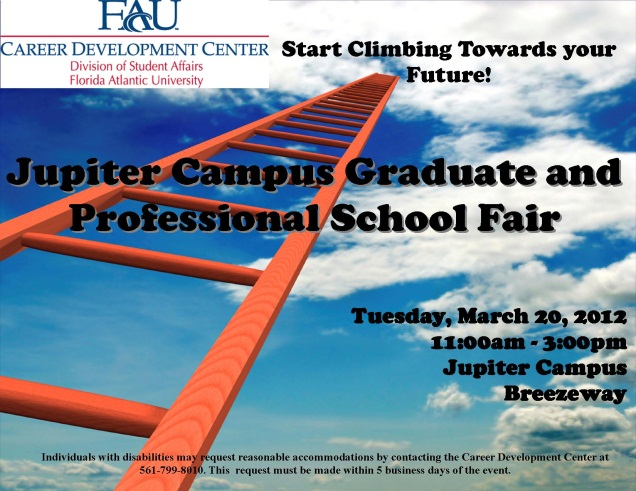 FAU
CAREER DEVELOPMENT CENTER
Division of Student Affairs
Florida Atlantic University
Start Climbing Towards your
Future!
Jupiter Campus Graduate and
Professional School Fair
Tuesday, March 20, 2012
11:00am - 3:00pm
Jupiter Campus
Breezeway
Individuals with disabilities may request reasonable accommodations by contacting the Career Development Center at
561-799-8010. This request must be made within 5 business days of the event.